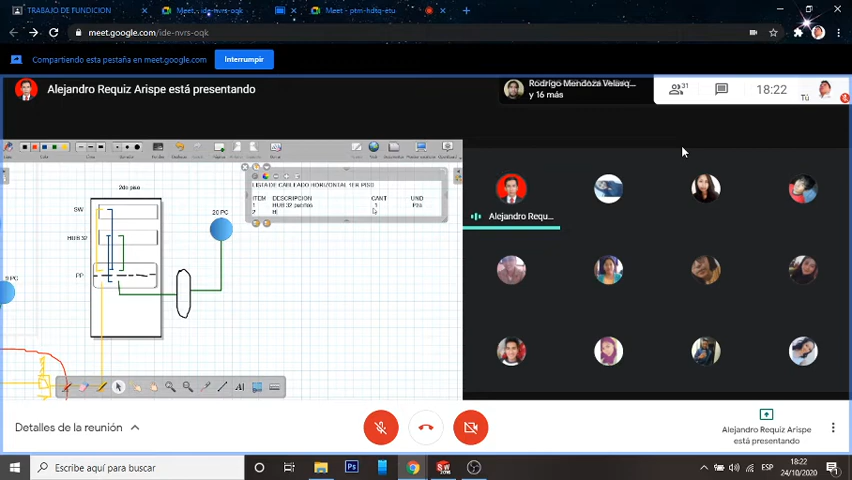 TRABAJO DE FUNDICION
Meet - ide-nvrs-oqk
Meet - ptm-hdtq-etu
meet.google.com/ide-nvrs-oqk
Compartiendo esta pestaña en meet.google.com
Interrumpir
Alejandro Requiz Arispe está presentando
Rodrigo Mendoza Velasq...
y 16 más
31
18:22
Tú
2do piso
SW
HUB 32
PP
20 PC
9 PC
LISTA DE CABLEADO HORIZONTAL 1ER PISO
ITEM DESCRIPCION CANT UND
1 HUB 32 puertos 1 Pza
2 H
Alejandro Requ...
Detalles de la reunión
Alejandro Requiz Arispe
está presentando
Escribe aquí para buscar
ESP
18:22
24/10/2020